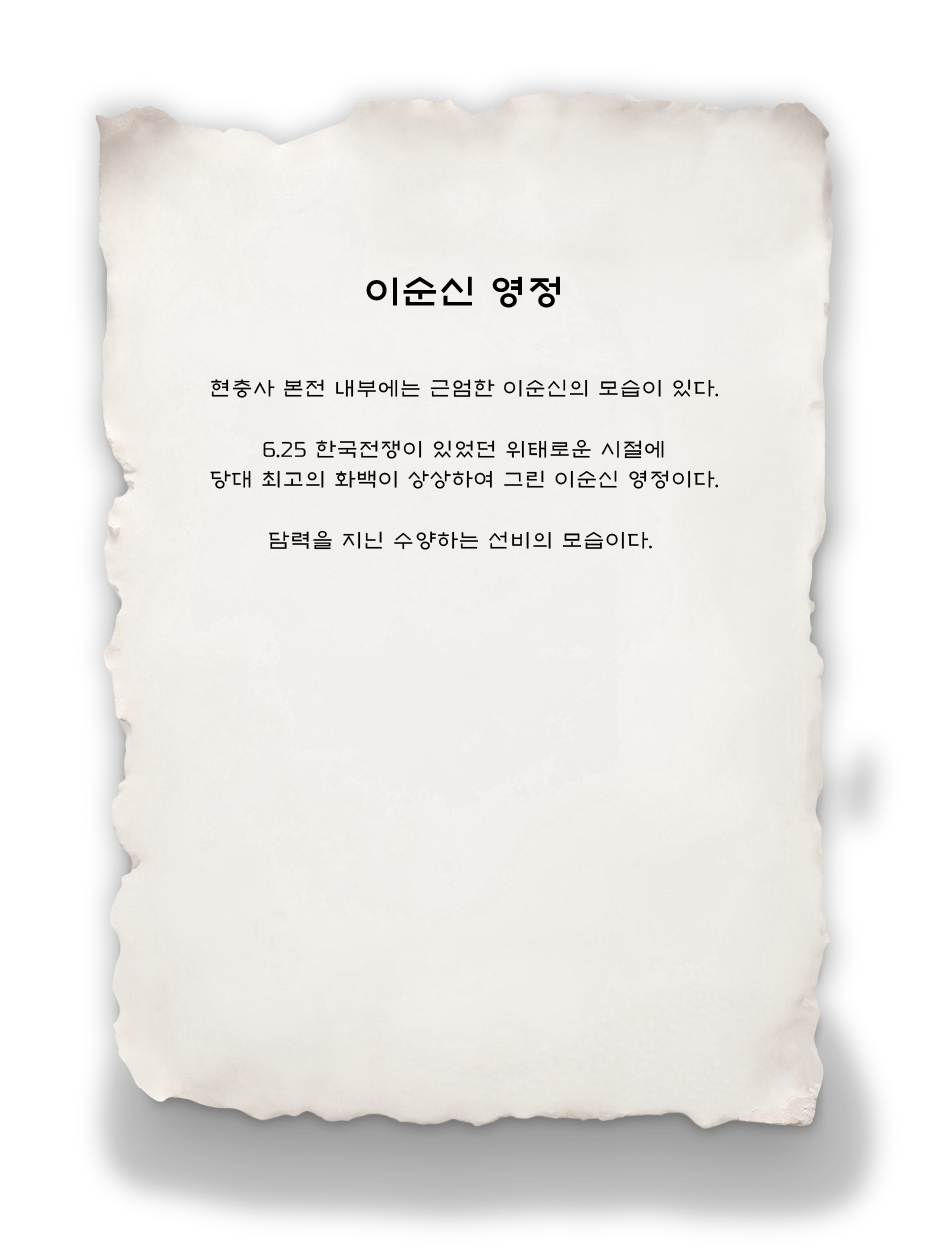 이순신 영정
현충사 본전 내부에는 근엄한 이순신의 모습이 있다.
6.25 한국전쟁이 있었던 위태로운 시절에
당대 최고의 화백이 상상하여 그린 이순신 영정이다.
담력을 지닌 수양하는 선비의 모습이다.